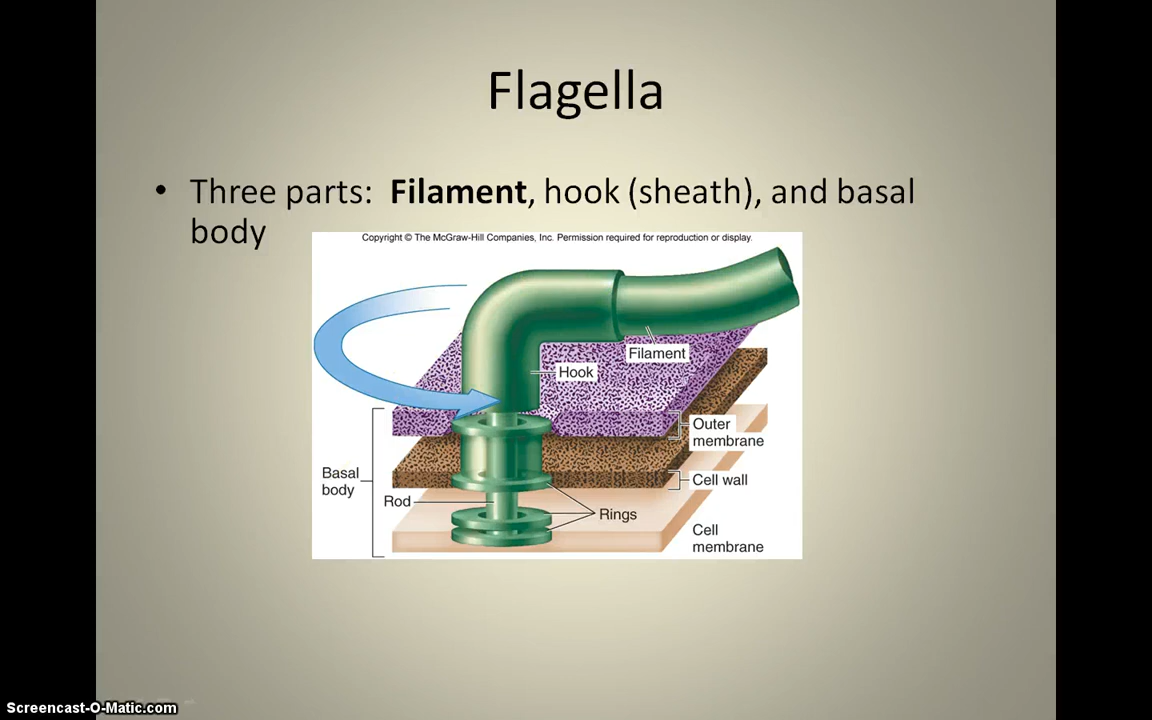 Flagella
• Three parts:  Filament, hook (sheath), and basal
body
Copyright © The McGraw-Hill Companies, Inc. Permission required for reproduction or display.
Filament
Hook
Outer
membrane
Basal
body
Cell wall
Rod
Rings
Cell
membrane
Screencast-O-Matic.com